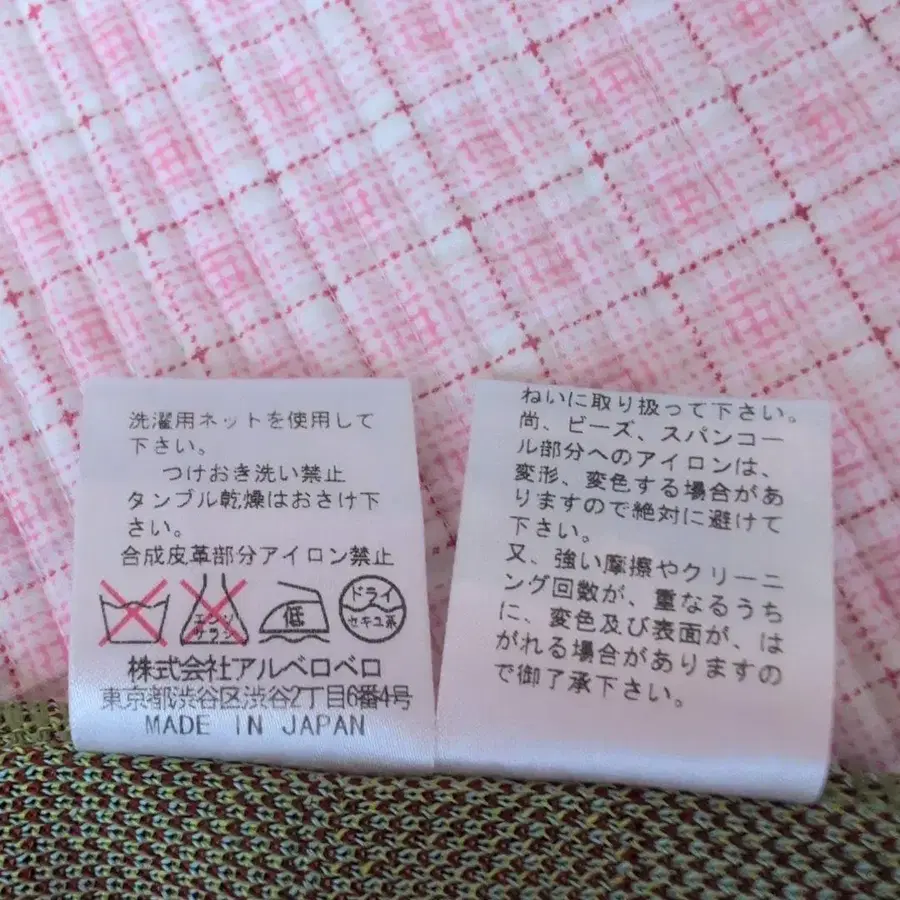 洗濯用ネットを使用して
下さい。
つけおき洗い禁止
タンブル乾燥はおさけ下
さい。
合成皮革部分アイロン禁止
エンソ
サラシ
低
ドライ
セキユ系
株式会社アルベロベロ
東京都渋谷区渋谷2丁目6番4号
MADE IN JAPAN
ねいに取り扱って下さい。
尚、ビーズ、スパンコー
ル部分へのアイロンは、
変形、変色する場合があ
りますので絶対に避けて
下さい。
又、強い摩擦やクリーニ
ング回数が、重なるうち
に、変色及び表面が、は
がれる場合がありますの
で御了承下さい。